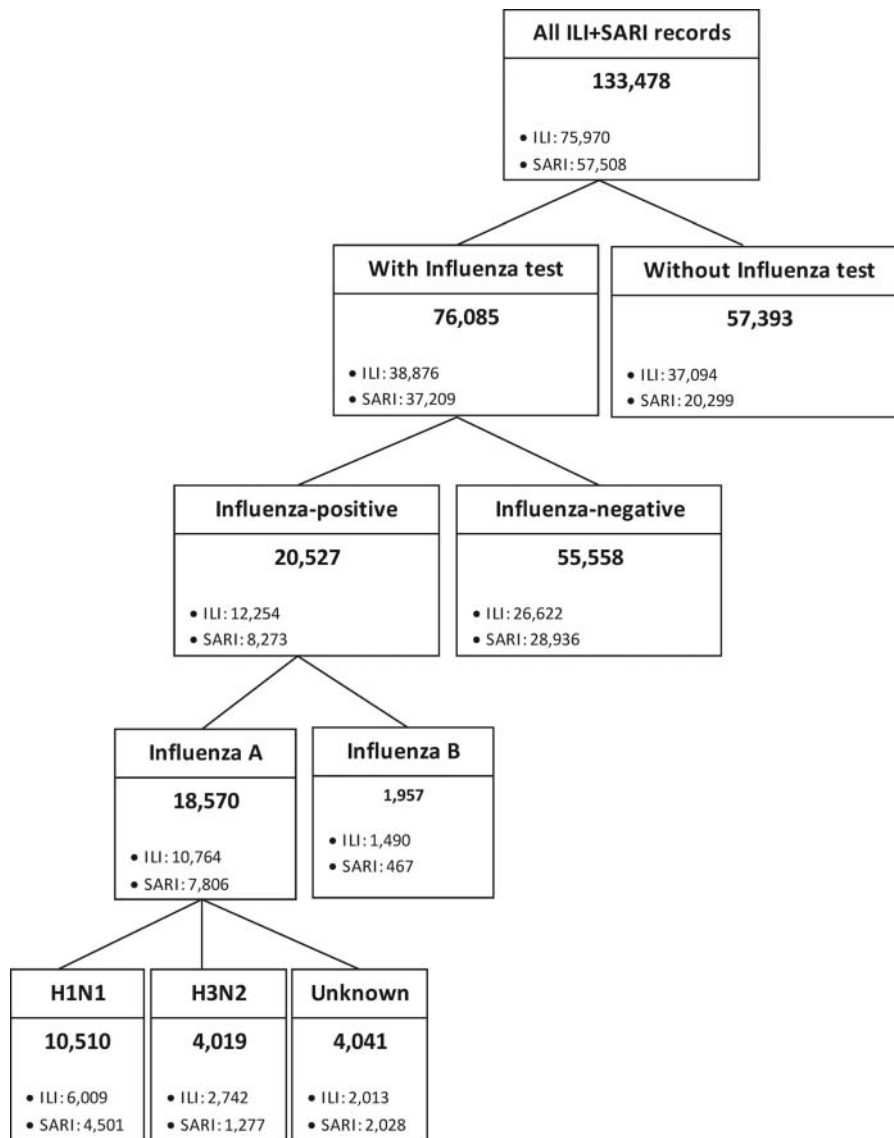 All ILI+SARI records
133,478
• ILI: 75,970
• SARI: 57,508
With Influenza test
76,085
• ILI: 38,876
• SARI: 37,209
Without Influenza test
57,393
• ILI: 37,094
• SARI: 20,299
Influenza-positive
20,527
• ILI: 12,254
• SARI: 8,273
Influenza-negative
55,558
• ILI: 26,622
• SARI: 28,936
Influenza A
18,570
• ILI: 10,764
• SARI: 7,806
Influenza B
1,957
• ILI: 1,490
• SARI: 467
H1N1
10,510
• ILI: 6,009
• SARI: 4,501
H3N2
4,019
• ILI: 2,742
• SARI: 1,277
Unknown
4,041
• ILI: 2,013
• SARI: 2,028